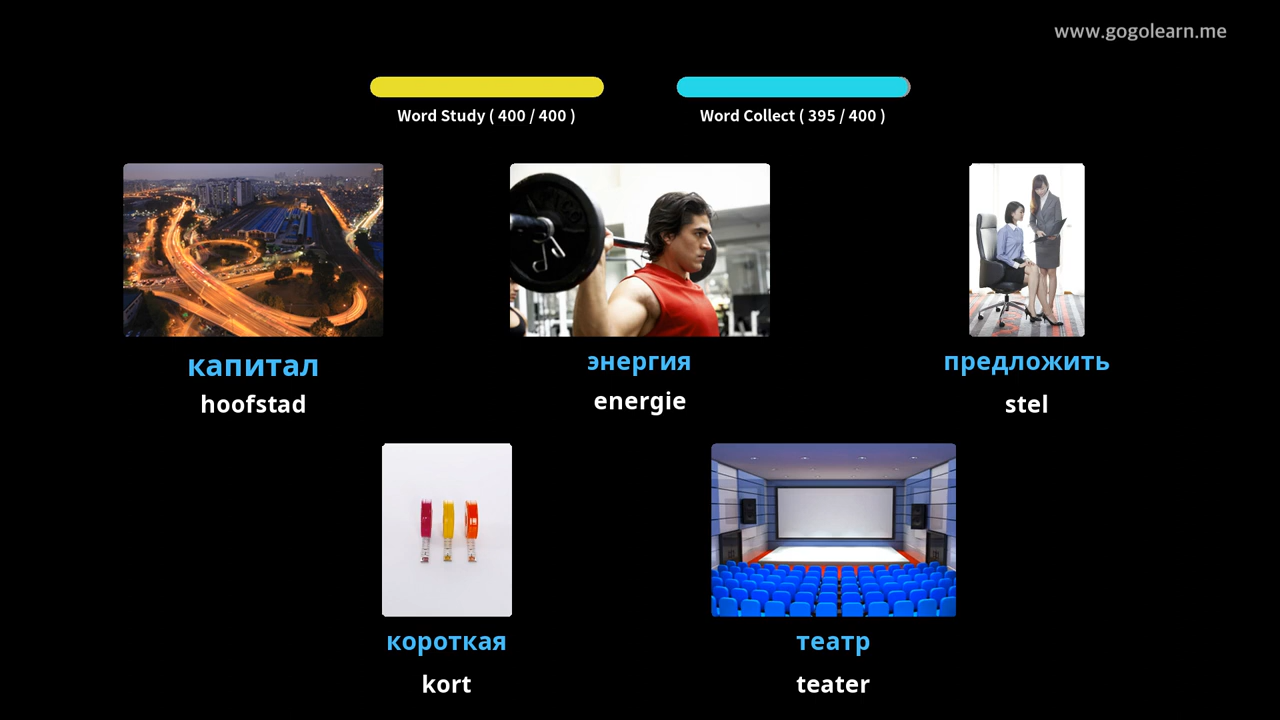 www.gogolearn.me
Word Study ( 400 / 400 )
Word Collect ( 395 / 400 )
капитал
hoofstad
энергия
energie
предложить
stel
короткая
kort
театр
teater